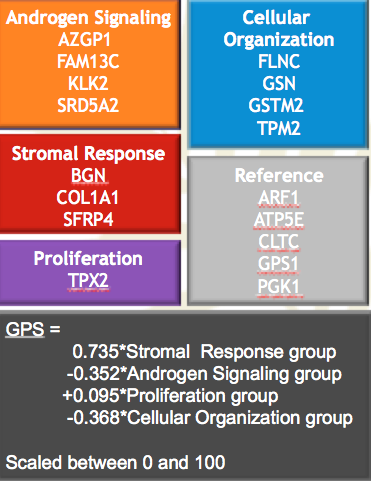 Androgen Signaling
AZGP1
FAM13C
KLK2
SRD5A2
Stromal Response
BGN
COL1A1
SFRP4
Proliferation
TPX2
Cellular
Organization
FLNC
GSN
GSTM2
TPM2
Reference
ARF1
ATP5E
CLTC
GPS1
PGK1
GPS =
0.735*Stromal Response group
-0.352*Androgen Signaling group
+0.095*Proliferation group
-0.368*Cellular Organization group
Scaled between 0 and 100